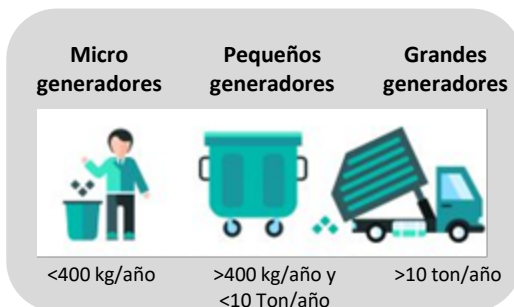 Micro
generadores
Pequeños
generadores
Grandes
generadores
<400 kg/año
>400 kg/año y
<10 Ton/año
>10 ton/año